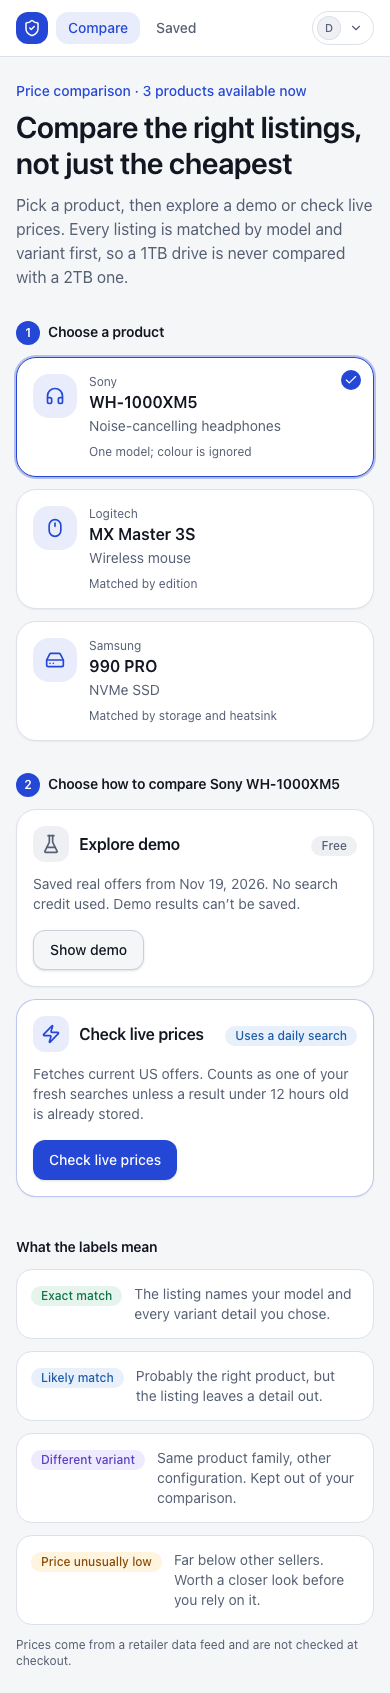 Compare Saved D
Price comparison · 3 products available now
Compare the right listings,
not just the cheapest
Pick a product, then explore a demo or check live
prices. Every listing is matched by model and
variant first, so a 1TB drive is never compared
with a 2TB one.
1 Choose a product
Sony
WH-1000XM5
Noise-cancelling headphones
One model; colour is ignored
Logitech
MX Master 3S
Wireless mouse
Matched by edition
Samsung
990 PRO
NVMe SSD
Matched by storage and heatsink
2 Choose how to compare Sony WH-1000XM5
Explore demo Free
Saved real offers from Nov 19, 2026. No search
credit used. Demo results can’t be saved.
Show demo
Check live prices Uses a daily search
Fetches current US offers. Counts as one of your
fresh searches unless a result under 12 hours old
is already stored.
Check live prices
What the labels mean
Exact match The listing names your model and
every variant detail you chose.
Likely match Probably the right product, but
the listing leaves a detail out.
Different variant Same product family, other
configuration. Kept out of your
comparison.
Price unusually low Far below other sellers.
Worth a closer look before
you rely on it.
Prices come from a retailer data feed and are not checked at
checkout.